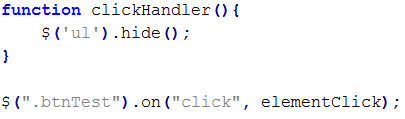 function clickHandler(){
    $('ul').hide();
}

$(".btnTest").on("click", elementClick);